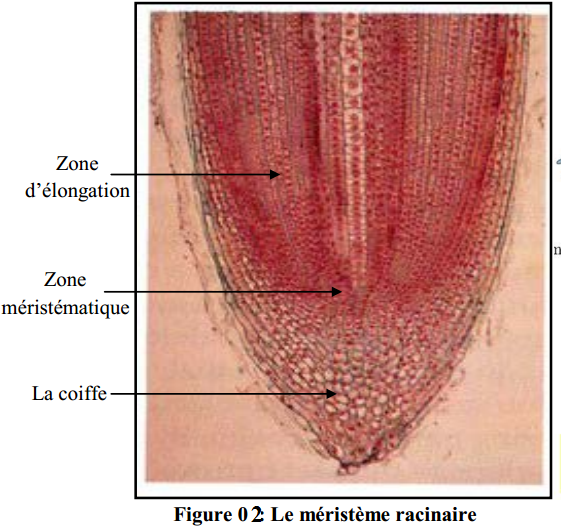 Zone
d'élongation
Zone
méristématique
La coiffe
n
Figure 02: Le méristème racinaire